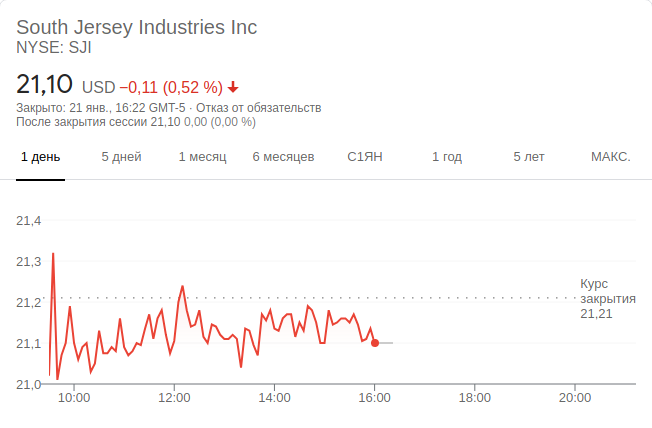 South Jersey Industries Inc
NYSE: SJI
21,10 USD −0,11 (0,52 %)
Закрыто: 21 янв., 16:22 GMT-5 · Отказ от обязательств
После закрытия сессии 21,10 0,00 (0,00 %)
1 день 5 дней 1 месяц 6 месяцев С1ЯН 1 год 5 лет МАКС.
21,4
21,3
Курс
закрытия
21,21
21,2
21,1
21,0
10:00 12:00 14:00 16:00 18:00 20:00